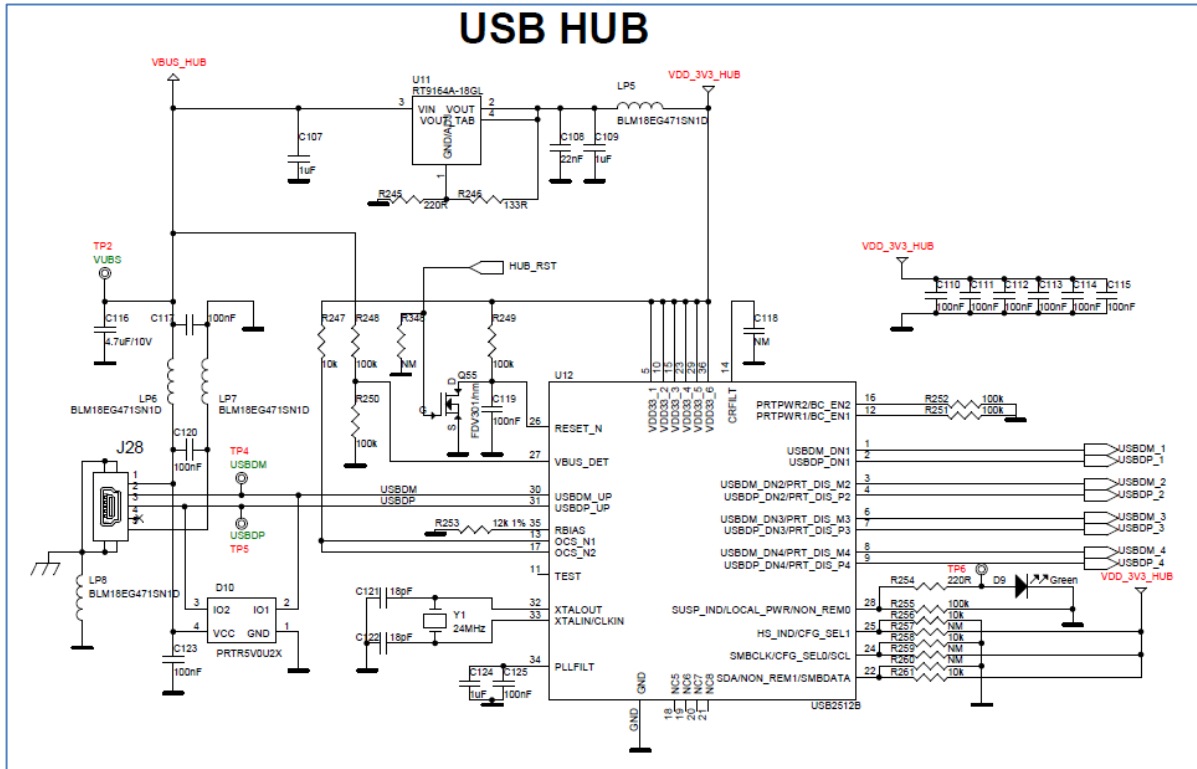 USB HUB
VBUS_HUB
U11
RT9164A-18GL
3 VIN VOUT 2
VOUT TAB 4
GND/ADJ
1
LP5
BLM18EG471SN1D
VDD_3V3_HUB
C107
1uF
C108
22nF
C109
1uF
R245
220R
R246
133R
TP2
VUBS
HUB_RST
VDD_3V3_HUB
C110
100nF
C111
100nF
C112
100nF
C113
100nF
C114
100nF
C115
100nF
C116
4.7uF/10V
C117
100nF
R247
10k
R248
100k
R348
NM
R249
100k
C118
NM
LP6
BLM18EG471SN1D
LP7
BLM18EG471SN1D
Q55
D
G
S
FDV301/nm
C119
100nF
R250
100k
C120
100nF
U12
5 10 15 23 29 36 14
VDD33_1
VDD33_2
VDD33_3
VDD33_4
VDD33_5
VDD33_6
CRFILT
26 RESET_N
27 VBUS_DET
30 USBDM_UP
31 USBDP_UP
35 RBIAS
13 OCS_N1
17 OCS_N2
11 TEST
32 XTALOUT
33 XTALIN/CLKIN
34 PLLFILT
GND
GND
NC5
NC6
NC7
NC8
18
19
20
21
USB2512B
PRTPWR2/BC_EN2 16
PRTPWR1/BC_EN1 12
R252 100k
R251 100k
USBDM_DN1 1 USBDM_1
USBDP_DN1 2 USBDP_1
USBDM_DN2/PRT_DIS_M2 3 USBDM_2
USBDP_DN2/PRT_DIS_P2 4 USBDP_2
USBDM_DN3/PRT_DIS_M3 6 USBDM_3
USBDP_DN3/PRT_DIS_P3 7 USBDP_3
USBDM_DN4/PRT_DIS_M4 8 USBDM_4
USBDP_DN4/PRT_DIS_P4 9 USBDP_4
TP6
VDD_3V3_HUB
R254 220R
D9 Green
SUSP_IND/LOCAL_PWR/NON_REM0 28
R255 100k
R256 10k
HS_IND/CFG_SEL1 25
R257 NM
R258 10k
SMBCLK/CFG_SEL0/SCL 24
R259 NM
R260 NM
SDA/NON_REM1/SMBDATA 22
R261 10k
J28
1
2
3
4
5
TP4
USBDM
USBDM
USBDP
USBDP
TP5
R253 12k 1%
LP8
BLM18EG471SN1D
D10
3 IO2 IO1 2
4 VCC GND 1
PRTR5V0U2X
C123
100nF
C121 18pF
C122 18pF
Y1
24MHz
C124
1uF
C125
100nF